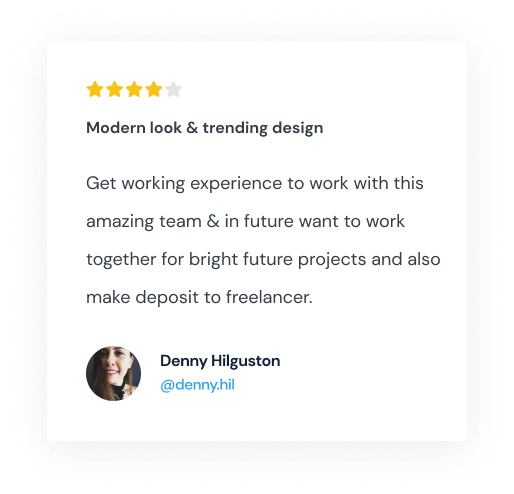 Modern look & trending design
Get working experience to work with this
amazing team & in future want to work
together for bright future projects and also
make deposit to freelancer.
Denny Hilguston
@denny.hil